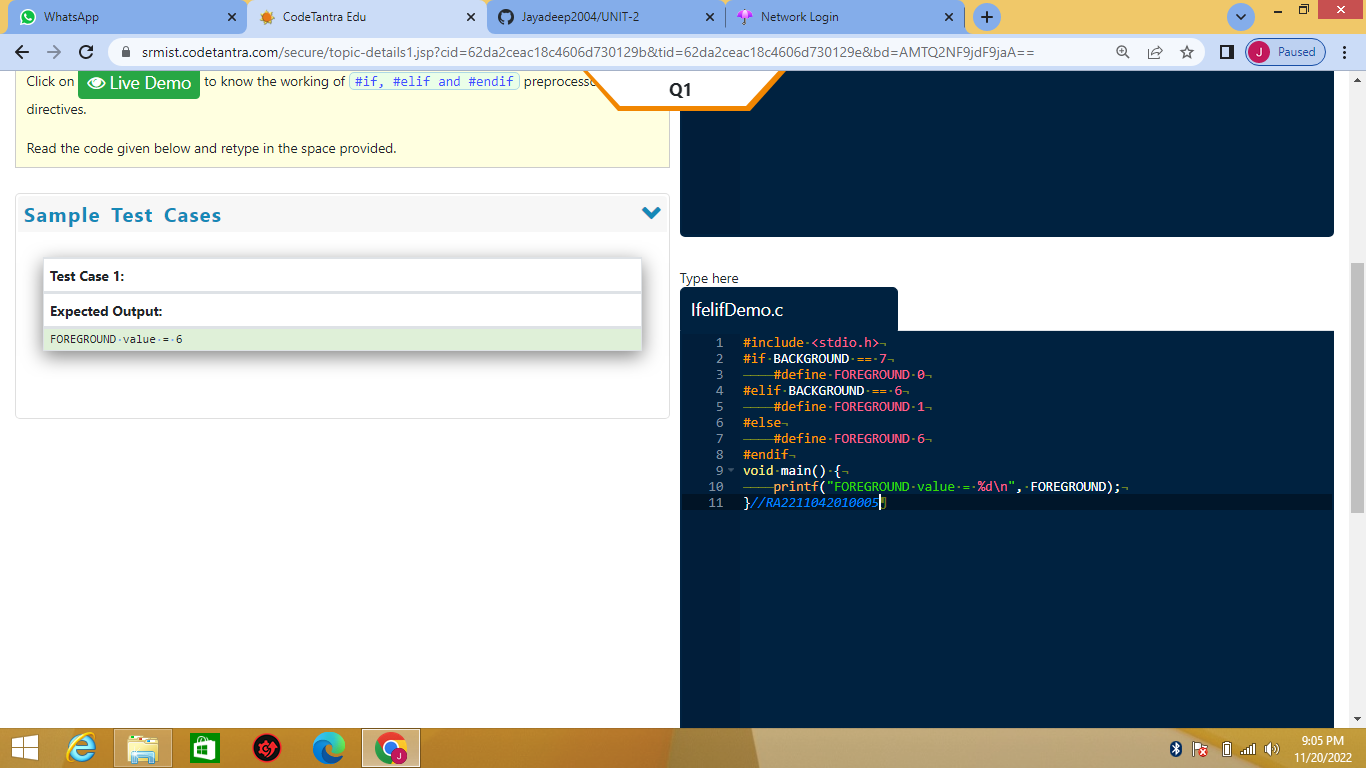 WhatsApp
CodeTantra Edu
Jayadeep2004/UNIT-2
Network Login
srmist.codetantra.com/secure/topic-details1.jsp?cid=62da2ceac18c4606d730129b&tid=62da2ceac18c4606d730129e&bd=AMTQ2NF9jdF9jaA==
J Paused
Click on Live Demo to know the working of #if, #elif and #endif preprocesso
directives.
Read the code given below and retype in the space provided.
Q1
Sample Test Cases
Test Case 1:
Expected Output:
FOREGROUND·value·=·6
Type here
IfelifDemo.c
1 #include·<stdio.h>¬
2 #if·BACKGROUND·==·7¬
3 ————#define·FOREGROUND·0¬
4 #elif·BACKGROUND·==·6¬
5 ————#define·FOREGROUND·1¬
6 #else¬
7 ————#define·FOREGROUND·6¬
8 #endif¬
9 void·main()·{¬
10 ————printf("FOREGROUND·value·=·%d\n",·FOREGROUND);¬
11 }//RA2211042010005¶
J
9:05 PM
11/20/2022